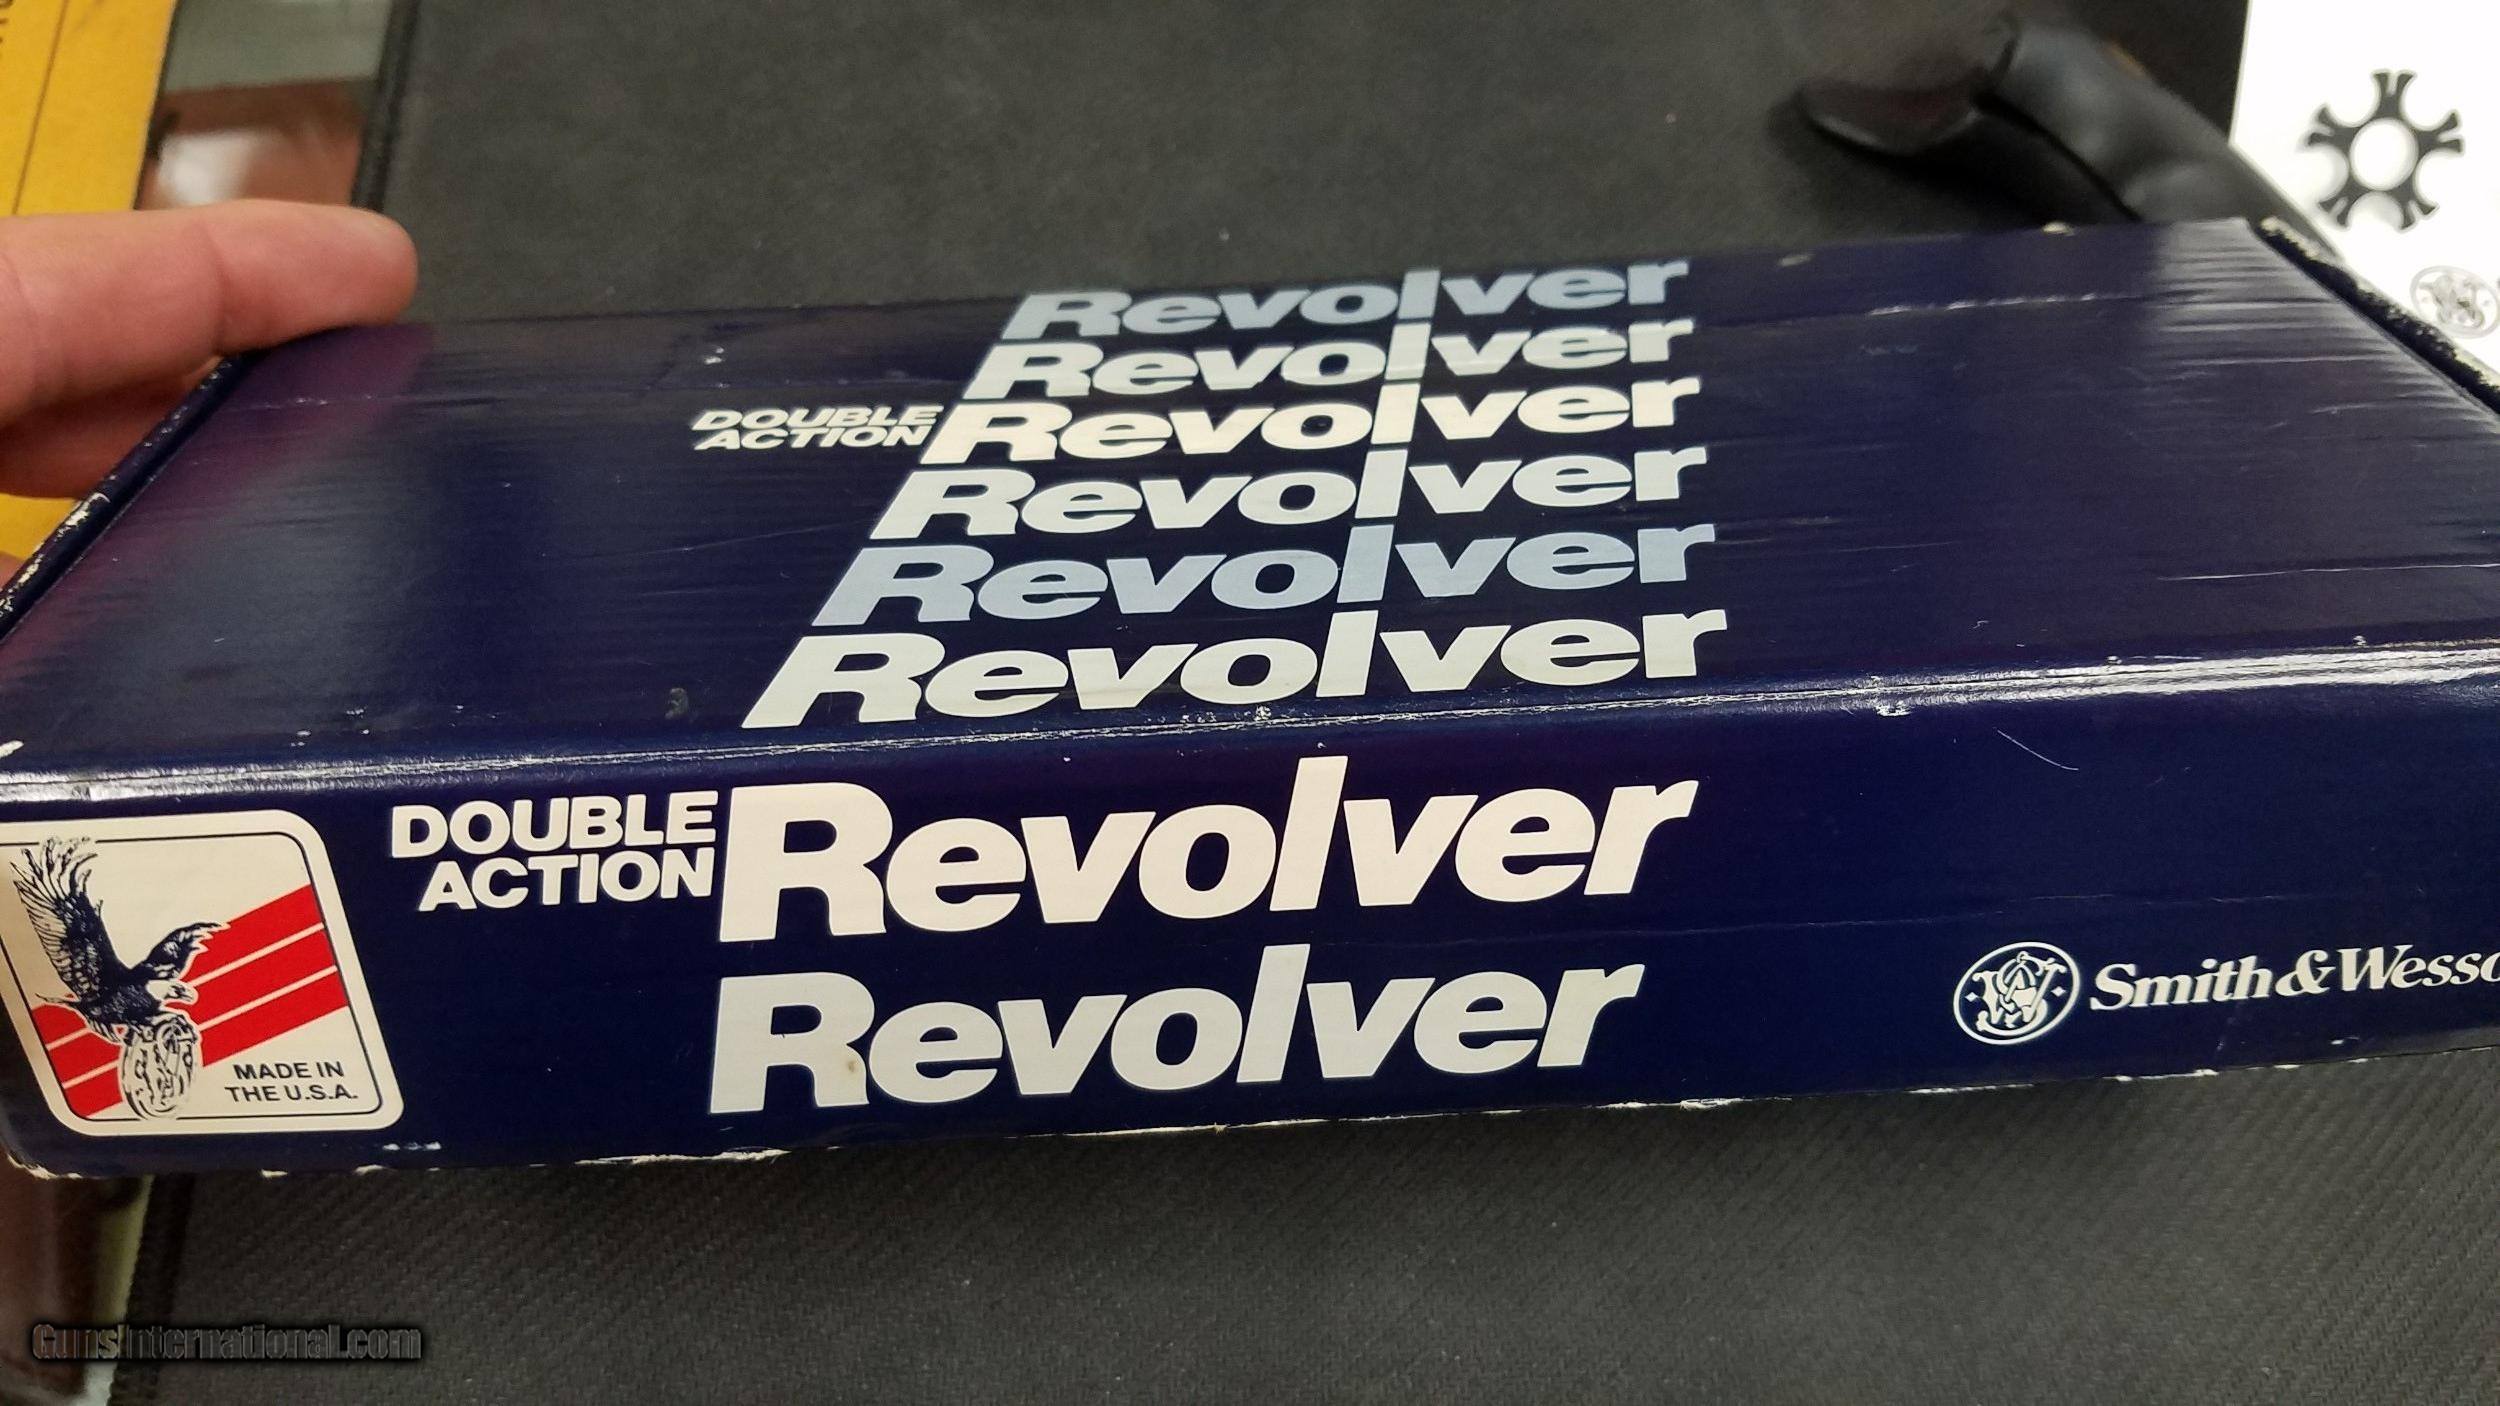 Revolver
Revolver
DOUBLE
ACTION Revolver
Revolver
Revolver
Revolver
DOUBLE
ACTION Revolver
Revolver
MADE IN
THE U.S.A.
Smith & Wesso
GunsInternational.com